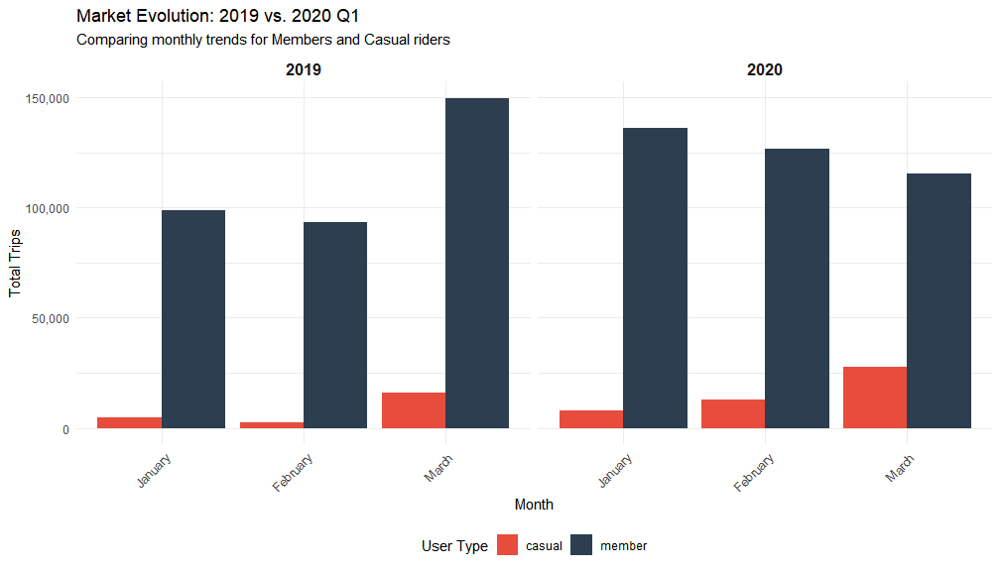 Market Evolution: 2019 vs. 2020 Q1
Comparing monthly trends for Members and Casual riders
2019
2020
Total Trips
150,000
100,000
50,000
0
January
February
March
January
February
March
Month
User Type
casual
member